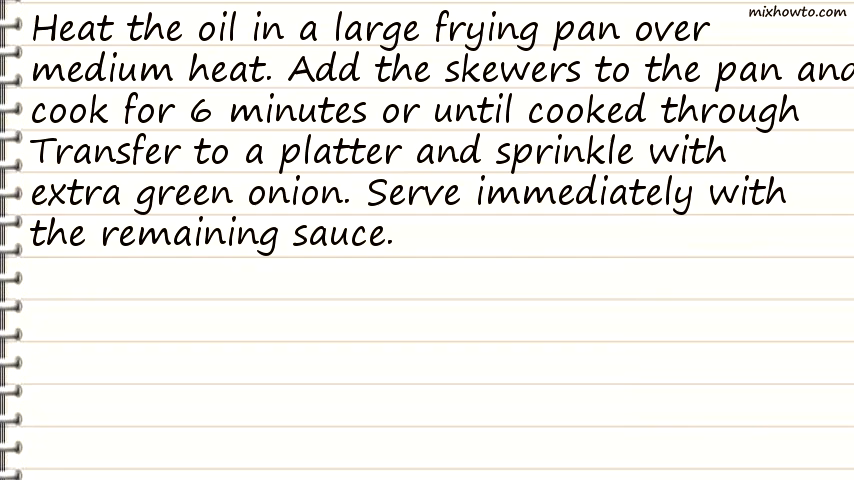 mixhowto.com
Heat the oil in a large frying pan over
medium heat. Add the skewers to the pan and
cook for 6 minutes or until cooked through
Transfer to a platter and sprinkle with
extra green onion. Serve immediately with
the remaining sauce.